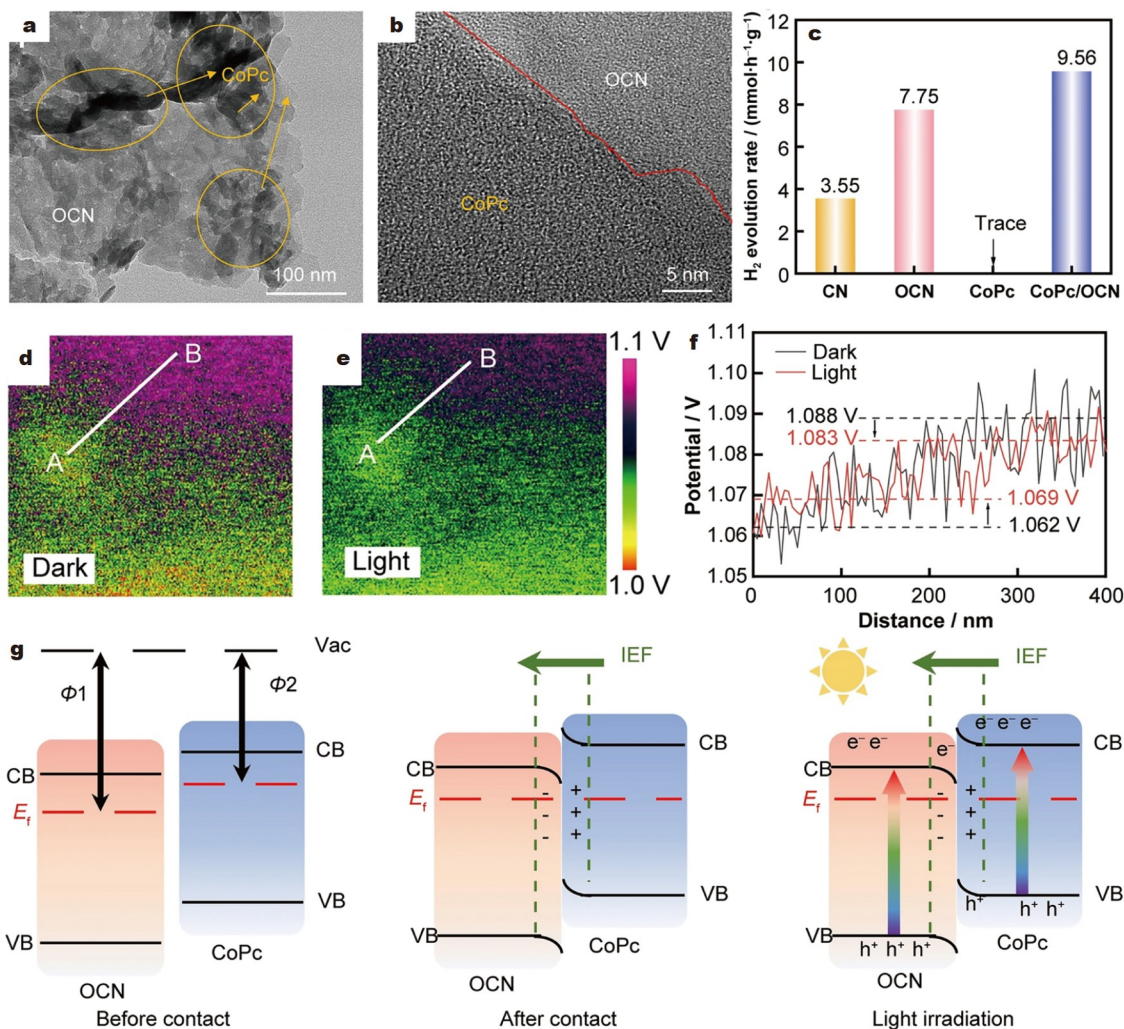 a
CoPc
OCN
100 nm
b
OCN
CoPc
5 nm
c
H₂ evolution rate / (mmol·h⁻¹·g⁻¹)
12
10
8
6
4
2
0
3.55
7.75
Trace
9.56
CN
OCN
CoPc
CoPc/OCN
d
B
A
Dark
e
B
A
Light
1.1 V
1.0 V
f
Potential / V
1.11
1.10
1.09
1.08
1.07
1.06
1.05
Dark
Light
1.088 V
1.083 V
1.069 V
1.062 V
0
100
200
300
400
Distance / nm
g
Vac
Φ1
Φ2
CB
CB
E_f
VB
VB
CoPc
OCN
Before contact
IEF
CB
CB
E_f
- + 
- +
- +
VB
VB
CoPc
OCN
After contact
IEF
e⁻ e⁻ e⁻
e⁻ e⁻
e⁻
CB
CB
E_f
- +
- +
- +
VB
h⁺
h⁺ h⁺
VB
h⁺ h⁺ h⁺
CoPc
OCN
Light irradiation